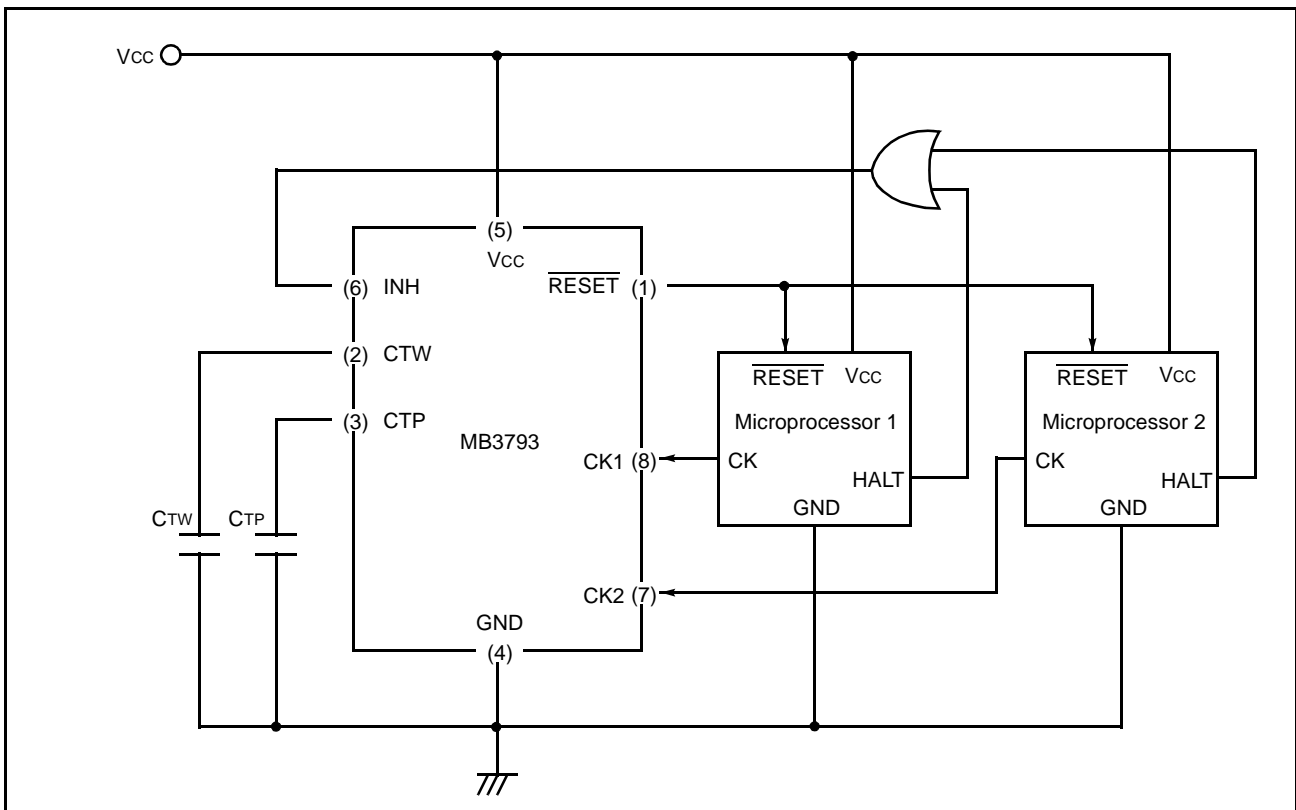 VCC
(5)
VCC
(6) INH
RESET (1)
(2) CTW
(3) CTP
MB3793
CK1 (8)
CK2 (7)
GND
(4)
CTW
CTP
RESET VCC
Microprocessor 1
CK
HALT
GND
RESET VCC
Microprocessor 2
CK
HALT
GND